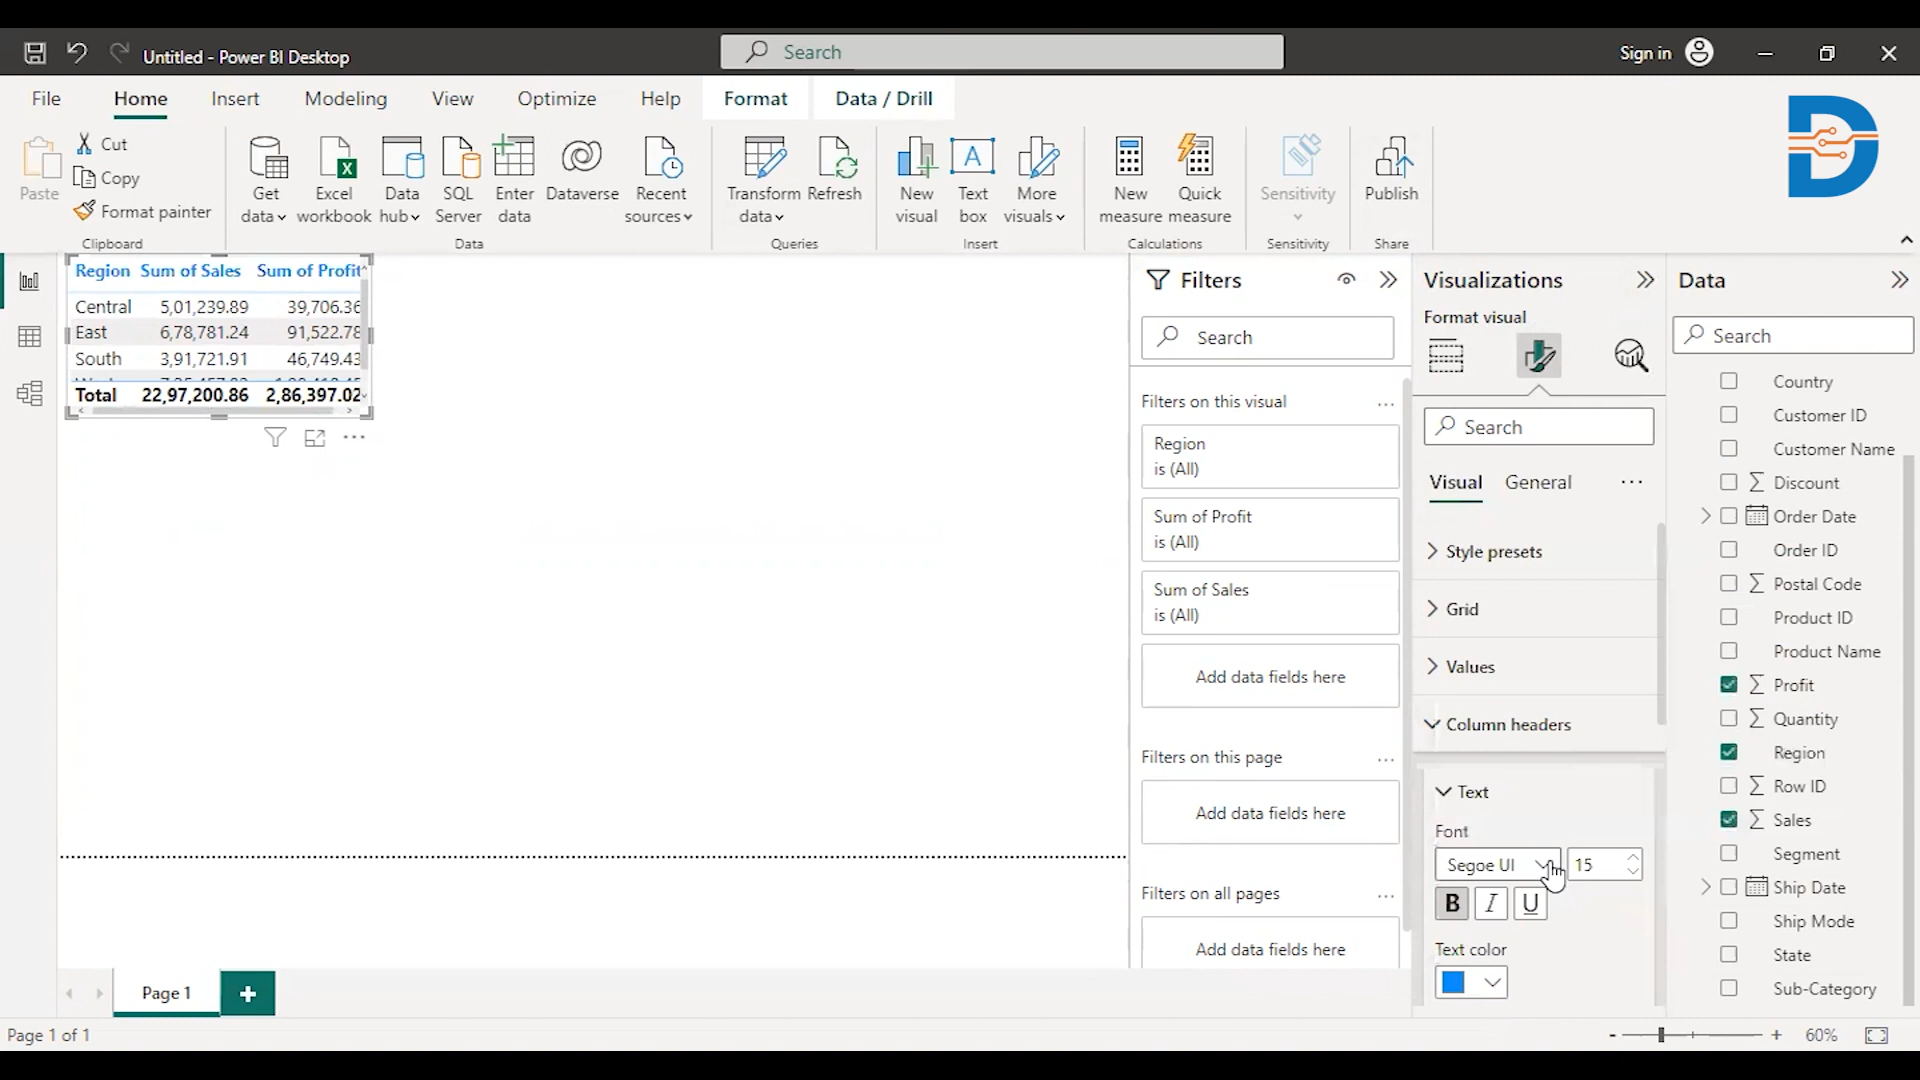 Untitled - Power BI Desktop
Search
Sign in
File
Home
Insert
Modeling
View
Optimize
Help
Format
Data / Drill
Paste
Cut
Copy
Format painter
Clipboard
Get data
Excel workbook
Data hub
SQL Server
Enter data
Dataverse
Recent sources
Data
Transform data
Refresh
Queries
New visual
Text box
More visuals
Insert
New measure
Quick measure
Calculations
Sensitivity
Sensitivity
Publish
Share
Region Sum of Sales Sum of Profit
Central 5,01,239.89 39,706.36
East 6,78,781.24 91,522.78
South 3,91,721.91 46,749.43
Total 22,97,200.86 2,86,397.02
Filters
Search
Filters on this visual
Region
is (All)
Sum of Profit
is (All)
Sum of Sales
is (All)
Add data fields here
Filters on this page
Add data fields here
Filters on all pages
Add data fields here
Visualizations
Format visual
Search
Visual
General
Style presets
Grid
Values
Column headers
Text
Font
Segoe UI
15
B
I
U
Text color
Data
Search
Country
Customer ID
Customer Name
Discount
Order Date
Order ID
Postal Code
Product ID
Product Name
Profit
Quantity
Region
Row ID
Sales
Segment
Ship Date
Ship Mode
State
Sub-Category
Page 1
Page 1 of 1
60%